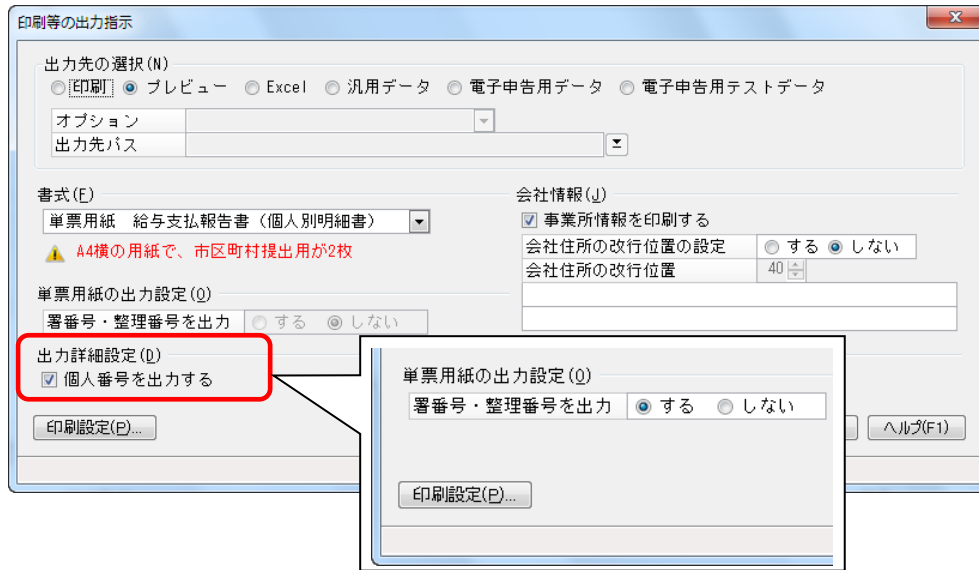 印刷等の出力指示
出力先の選択(N)
印刷 プレビュー Excel 汎用データ 電子申告用データ 電子申告用テストデータ
オプション
出力先パス
書式(F)
単票用紙 給与支払報告書（個人別明細書）
A4横の用紙で、市区町村提出用が2枚
単票用紙の出力設定(O)
署番号・整理番号を出力 する しない
出力詳細設定(D)
個人番号を出力する
印刷設定(P)...
会社情報(J)
事業所情報を印刷する
会社住所の改行位置の設定 する しない
会社住所の改行位置 40
ヘルプ(F1)
単票用紙の出力設定(O)
署番号・整理番号を出力 する しない
印刷設定(P)...